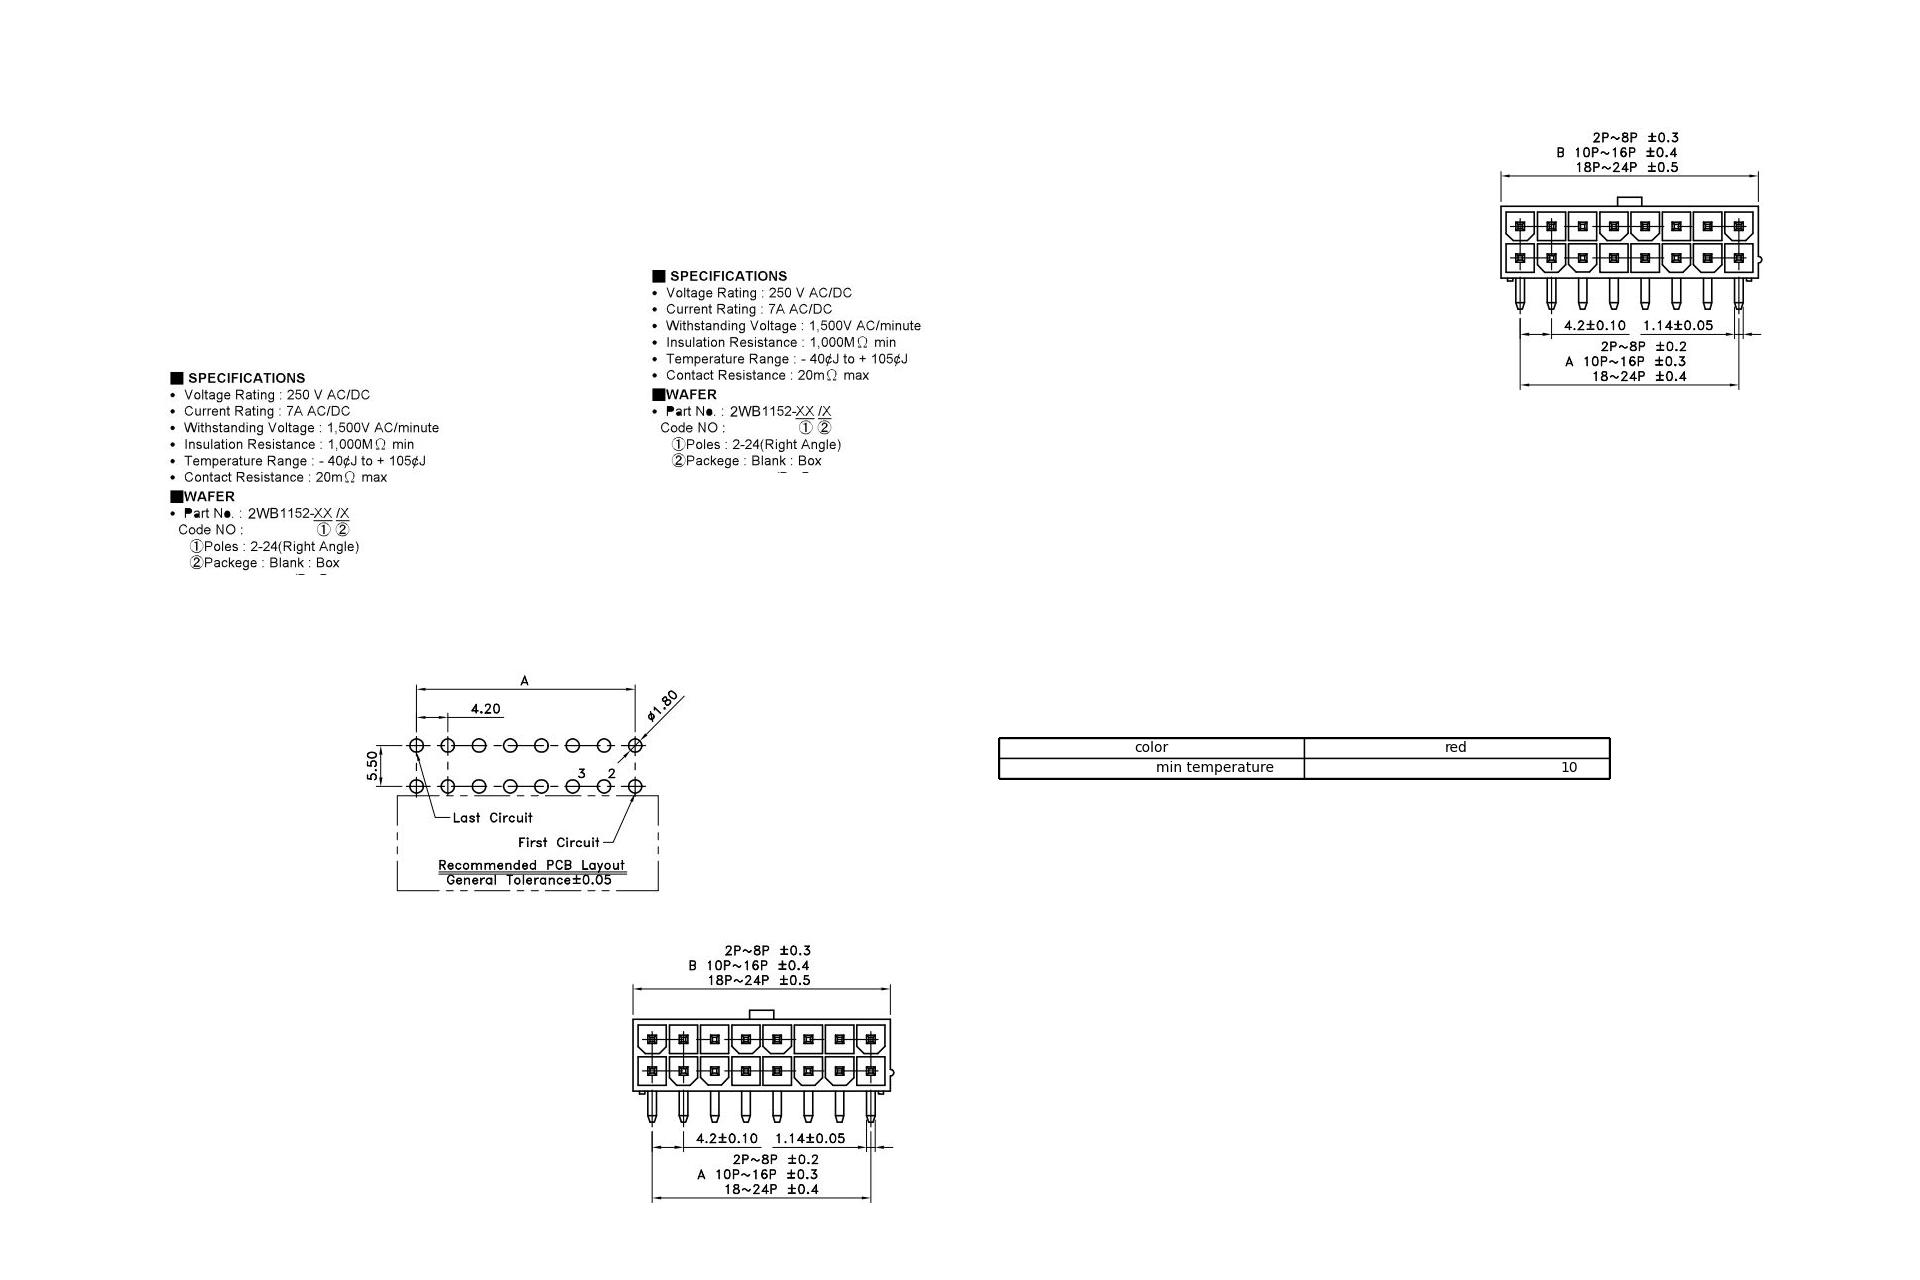 2P~8P ±0.3
B 10P~16P ±0.4
18P~24P ±0.5
4.2±0.10 1.14±0.05
2P~8P ±0.2
A 10P~16P ±0.3
18~24P ±0.4
■ SPECIFICATIONS
• Voltage Rating : 250 V AC/DC
• Current Rating : 7A AC/DC
• Withstanding Voltage : 1,500V AC/minute
• Insulation Resistance : 1,000MΩ min
• Temperature Range : - 40¢J to + 105¢J
• Contact Resistance : 20mΩ max
■WAFER
• Part No. : 2WB1152-XX /X
Code NO : ① ②
①Poles : 2-24(Right Angle)
②Packege : Blank : Box
■ SPECIFICATIONS
• Voltage Rating : 250 V AC/DC
• Current Rating : 7A AC/DC
• Withstanding Voltage : 1,500V AC/minute
• Insulation Resistance : 1,000MΩ min
• Temperature Range : - 40¢J to + 105¢J
• Contact Resistance : 20mΩ max
■WAFER
• Part No. : 2WB1152-XX /X
Code NO : ① ②
①Poles : 2-24(Right Angle)
②Packege : Blank : Box
A
4.20
ø1.80
5.50
3 2
Last Circuit
First Circuit
Recommended PCB Layout
General Tolerance±0.05
color red
min temperature 10
2P~8P ±0.3
B 10P~16P ±0.4
18P~24P ±0.5
4.2±0.10 1.14±0.05
2P~8P ±0.2
A 10P~16P ±0.3
18~24P ±0.4